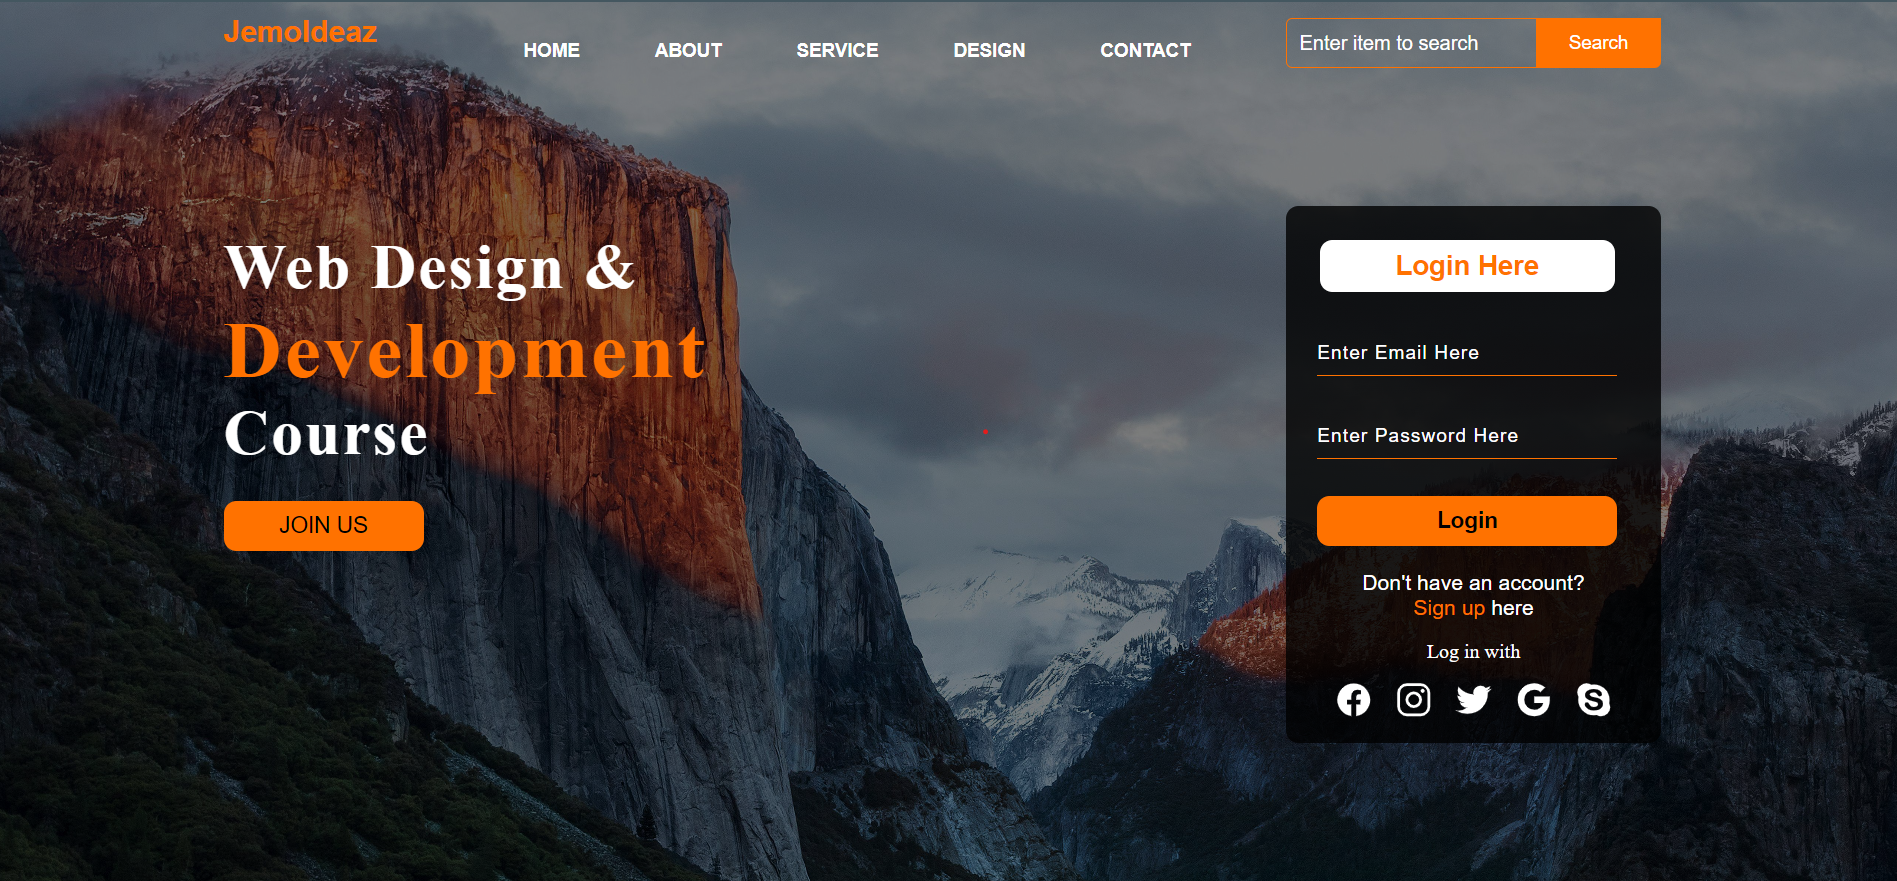 Jemoldeaz
HOME ABOUT SERVICE DESIGN CONTACT
Enter item to search Search
Web Design &
Development
Course
JOIN US
Login Here
Enter Email Here
Enter Password Here
Login
Don't have an account?
Sign up here
Log in with